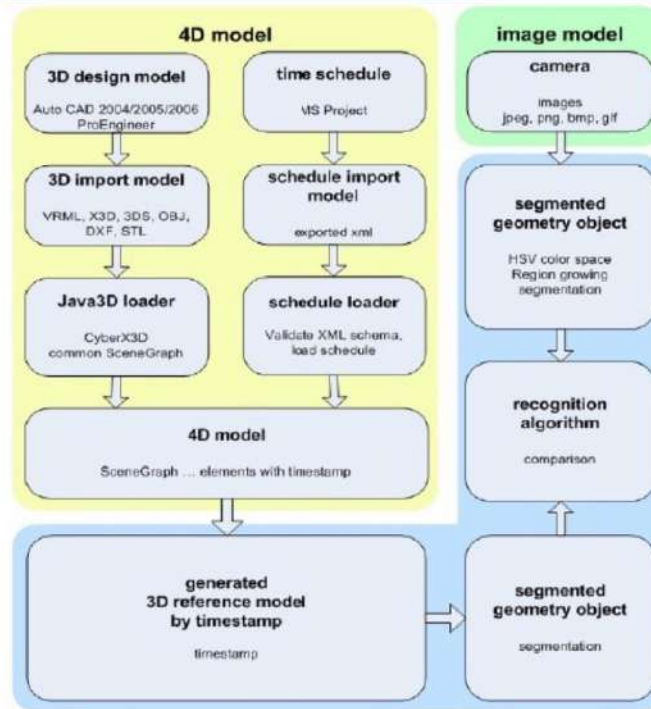 4D model
3D design model
Auto CAD 2004/2005/2006
ProEngineer
time schedule
MS Project
3D import model
VRML, X3D, 3DS, OBJ,
DXF, STL
schedule import
model
exported xml
Java3D loader
CyberX3D
common SceneGraph
schedule loader
Validate XML schema,
load schedule
4D model
SceneGraph ... elements with timestamp
image model
camera
images
jpeg, png, bmp, gif
segmented
geometry object
HSV color space
Region growing
segmentation
recognition
algorithm
comparison
generated
3D reference model
by timestamp
timestamp
segmented
geometry object
segmentation